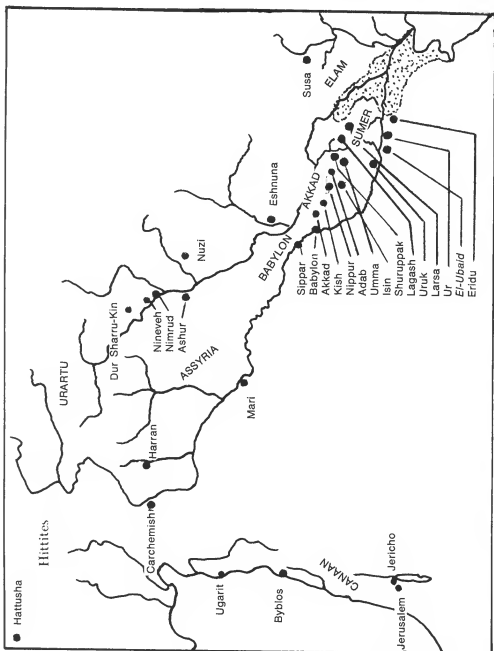 Hattusha
Hittites
URARTU
Carchemish
Harran
Dur Sharru-Kin
Nineveh
Nimrud
Ashur
Nuzi
ASSYRIA
Mari
Eshnuna
Susa
ELAM
AKKAD
SUMER
BABYLON
Sippar
Babylon
Akkad
Kish
Nippur
Adab
Umma
Isin
Shuruppak
Lagash
Uruk
Larsa
Ur
El-Ubaid
Eridu
Ugarit
Byblos
CANAAN
Jericho
Jerusalem